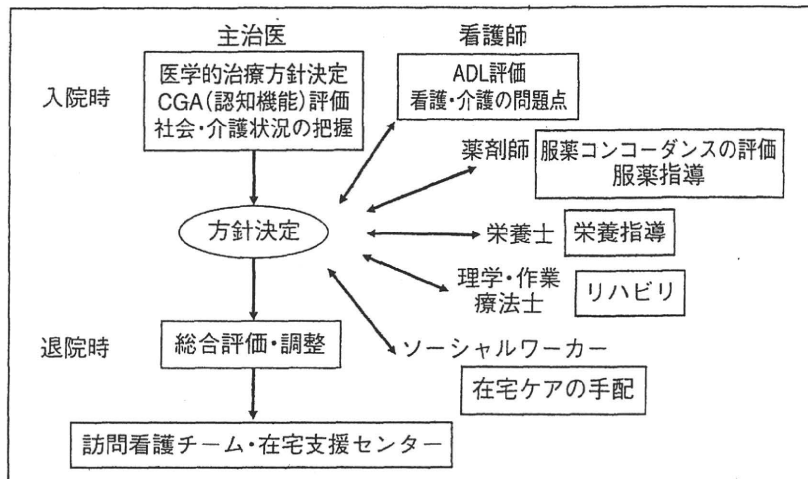 主治医
看護師
入院時
医学的治療方針決定
CGA(認知機能)評価
社会・介護状況の把握
ADL評価
看護・介護の問題点
薬剤師
服薬コンコーダンスの評価
服薬指導
方針決定
栄養士
栄養指導
理学・作業
療法士
リハビリ
退院時
総合評価・調整
ソーシャルワーカー
在宅ケアの手配
訪問看護チーム・在宅支援センター